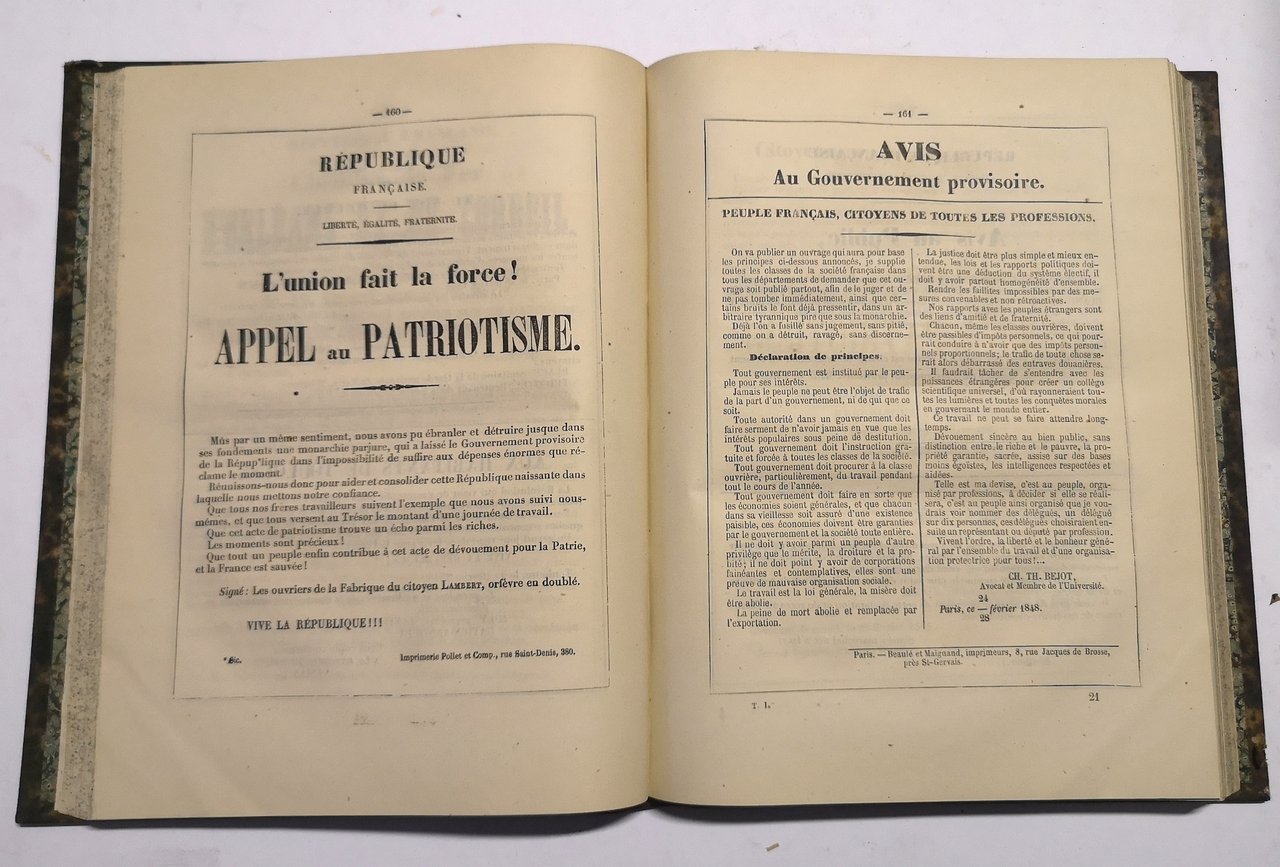 — 160 —
RÉPUBLIQUE
FRANÇAISE.
LIBERTÉ, ÉGALITÉ, FRATERNITÉ.
L'union fait la force!
APPEL au PATRIOTISME.
Mûs par un même sentiment, nous avons pu ébranler et détruire jusque dans
ses fondements une monarchie parjure, qui a laissé le Gouvernement provisoire
de la Répup*lique dans l'impossibilité de suffire aux dépenses énormes que ré-
clame le moment.
Réunissons-nous donc pour aider et consolider cette République naissante dans
laquelle nous mettons notre confiance.
Que tous nos frères travailleurs suivent l'exemple que nous avons suivi nous-
mêmes, et que tous versent au Trésor le montant d'une journée de travail.
Que cet acte de patriotisme trouve un écho parmi les riches.
Les moments sont précieux!
Que tout un peuple enfin contribue à cet acte de dévouement pour la Patrie,
et la France est sauvée!
Signé: Les ouvriers de la Fabrique du citoyen LAMBERT, orfèvre en doublé.
VIVE LA RÉPUBLIQUE!!!
* Sic.
Imprimerie Pollet et Comp., rue Saint-Denis, 380.
— 161 —
AVIS
Au Gouvernement provisoire.
PEUPLE FRANÇAIS, CITOYENS DE TOUTES LES PROFESSIONS,
On va publier un ouvrage qui aura pour base
les principes ci-dessous annoncés, je supplie
toutes les classes de la société française dans
tous les départements de demander que cet ou-
vrage soit publié partout, afin de le juger et de
ne pas tomber immédiatement, ainsi que cer-
tains bruits le font déjà pressentir, dans un ar-
bitraire tyrannique pire que sous la monarchie.
Déjà l'on a fusillé sans jugement, sans pitié,
comme on a détruit, ravagé, sans discerne-
ment.
Déclaration de principes.
Tout gouvernement est institué par le peu-
ple pour ses intérêts.
Jamais le peuple ne peut être l'objet de trafic
de la part d'un gouvernement, ni de qui que ce
soit.
Toute autorité dans un gouvernement doit
faire serment de n'avoir jamais en vue que les
intérêts populaires sous peine de destitution.
Tout gouvernement doit l'instruction gra-
tuite et forcée à toutes les classes de la société.
Tout gouvernement doit procurer à la classe
ouvrière, particulièrement, du travail pendant
tout le cours de l'année.
Tout gouvernement doit faire en sorte que
les économies soient générales, et que chacun
dans sa vieillesse soit assuré d'une existence
paisible, ces économies doivent être garanties
par le gouvernement et la société toute entière.
Il ne doit y avoir parmi un peuple d'autre
privilège que le mérite, la droiture et la pro-
bité; il ne doit point y avoir de corporations
fainéantes et contemplatives, elles sont une
preuve de mauvaise organisation sociale.
Le travail est la loi générale, la misère doit
être abolie.
La peine de mort abolie et remplacée par
l'exportation.
La justice doit être plus simple et mieux en-
tendue, les lois et les rapports politiques doi-
vent être une déduction du système électif, il
doit y avoir partout homogénéité d'ensemble.
Rendre les faillites impossibles par des me-
sures convenables et non rétroactives.
Nos rapports avec les peuples étrangers sont
des liens d'amitié et de fraternité.
Chacun, même les classes ouvrières, doivent
être passibles d'impôts personnels, ce qui pour-
rait conduire à n'avoir que des impôts person-
nels proportionnels; le trafic de toute chose se-
rait alors débarrassé des entraves douanières.
Il faudrait tâcher de s'entendre avec les
puissances étrangères pour créer un collège
scientifique universel, d'où rayonneraient tou-
tes les lumières et toutes les conquêtes morales
en gouvernant le monde entier.
Ce travail ne peut se faire attendre long-
temps.
Dévouement sincère au bien public, sans
distinction entre le riche et le pauvre, la pro-
priété garantie, sacrée, assise sur des bases
moins égoïstes, les intelligences respectées et
aidées.
Telle est ma devise, c'est au peuple, orga-
nisé par professions, à décider si elle se réali-
sera, c'est au peuple ainsi organisé que je vou-
drais voir nommer des délégués, un délégué
sur dix personnes, ces délégués choisiraient en-
suite un représentant ou député par profession.
Vivent l'ordre, la liberté et le bonheur géné-
ral par l'ensemble du travail et d'une organisa-
tion protectrice pour tous!...
CH. TH. BEJOT,
Avocat et Membre de l'Université.
24
Paris, ce — février 1848.
28
Paris. — Beaulé et Maignand, imprimeurs, 8, rue Jacques de Brosse,
près St-Gervais.
T. I.
21